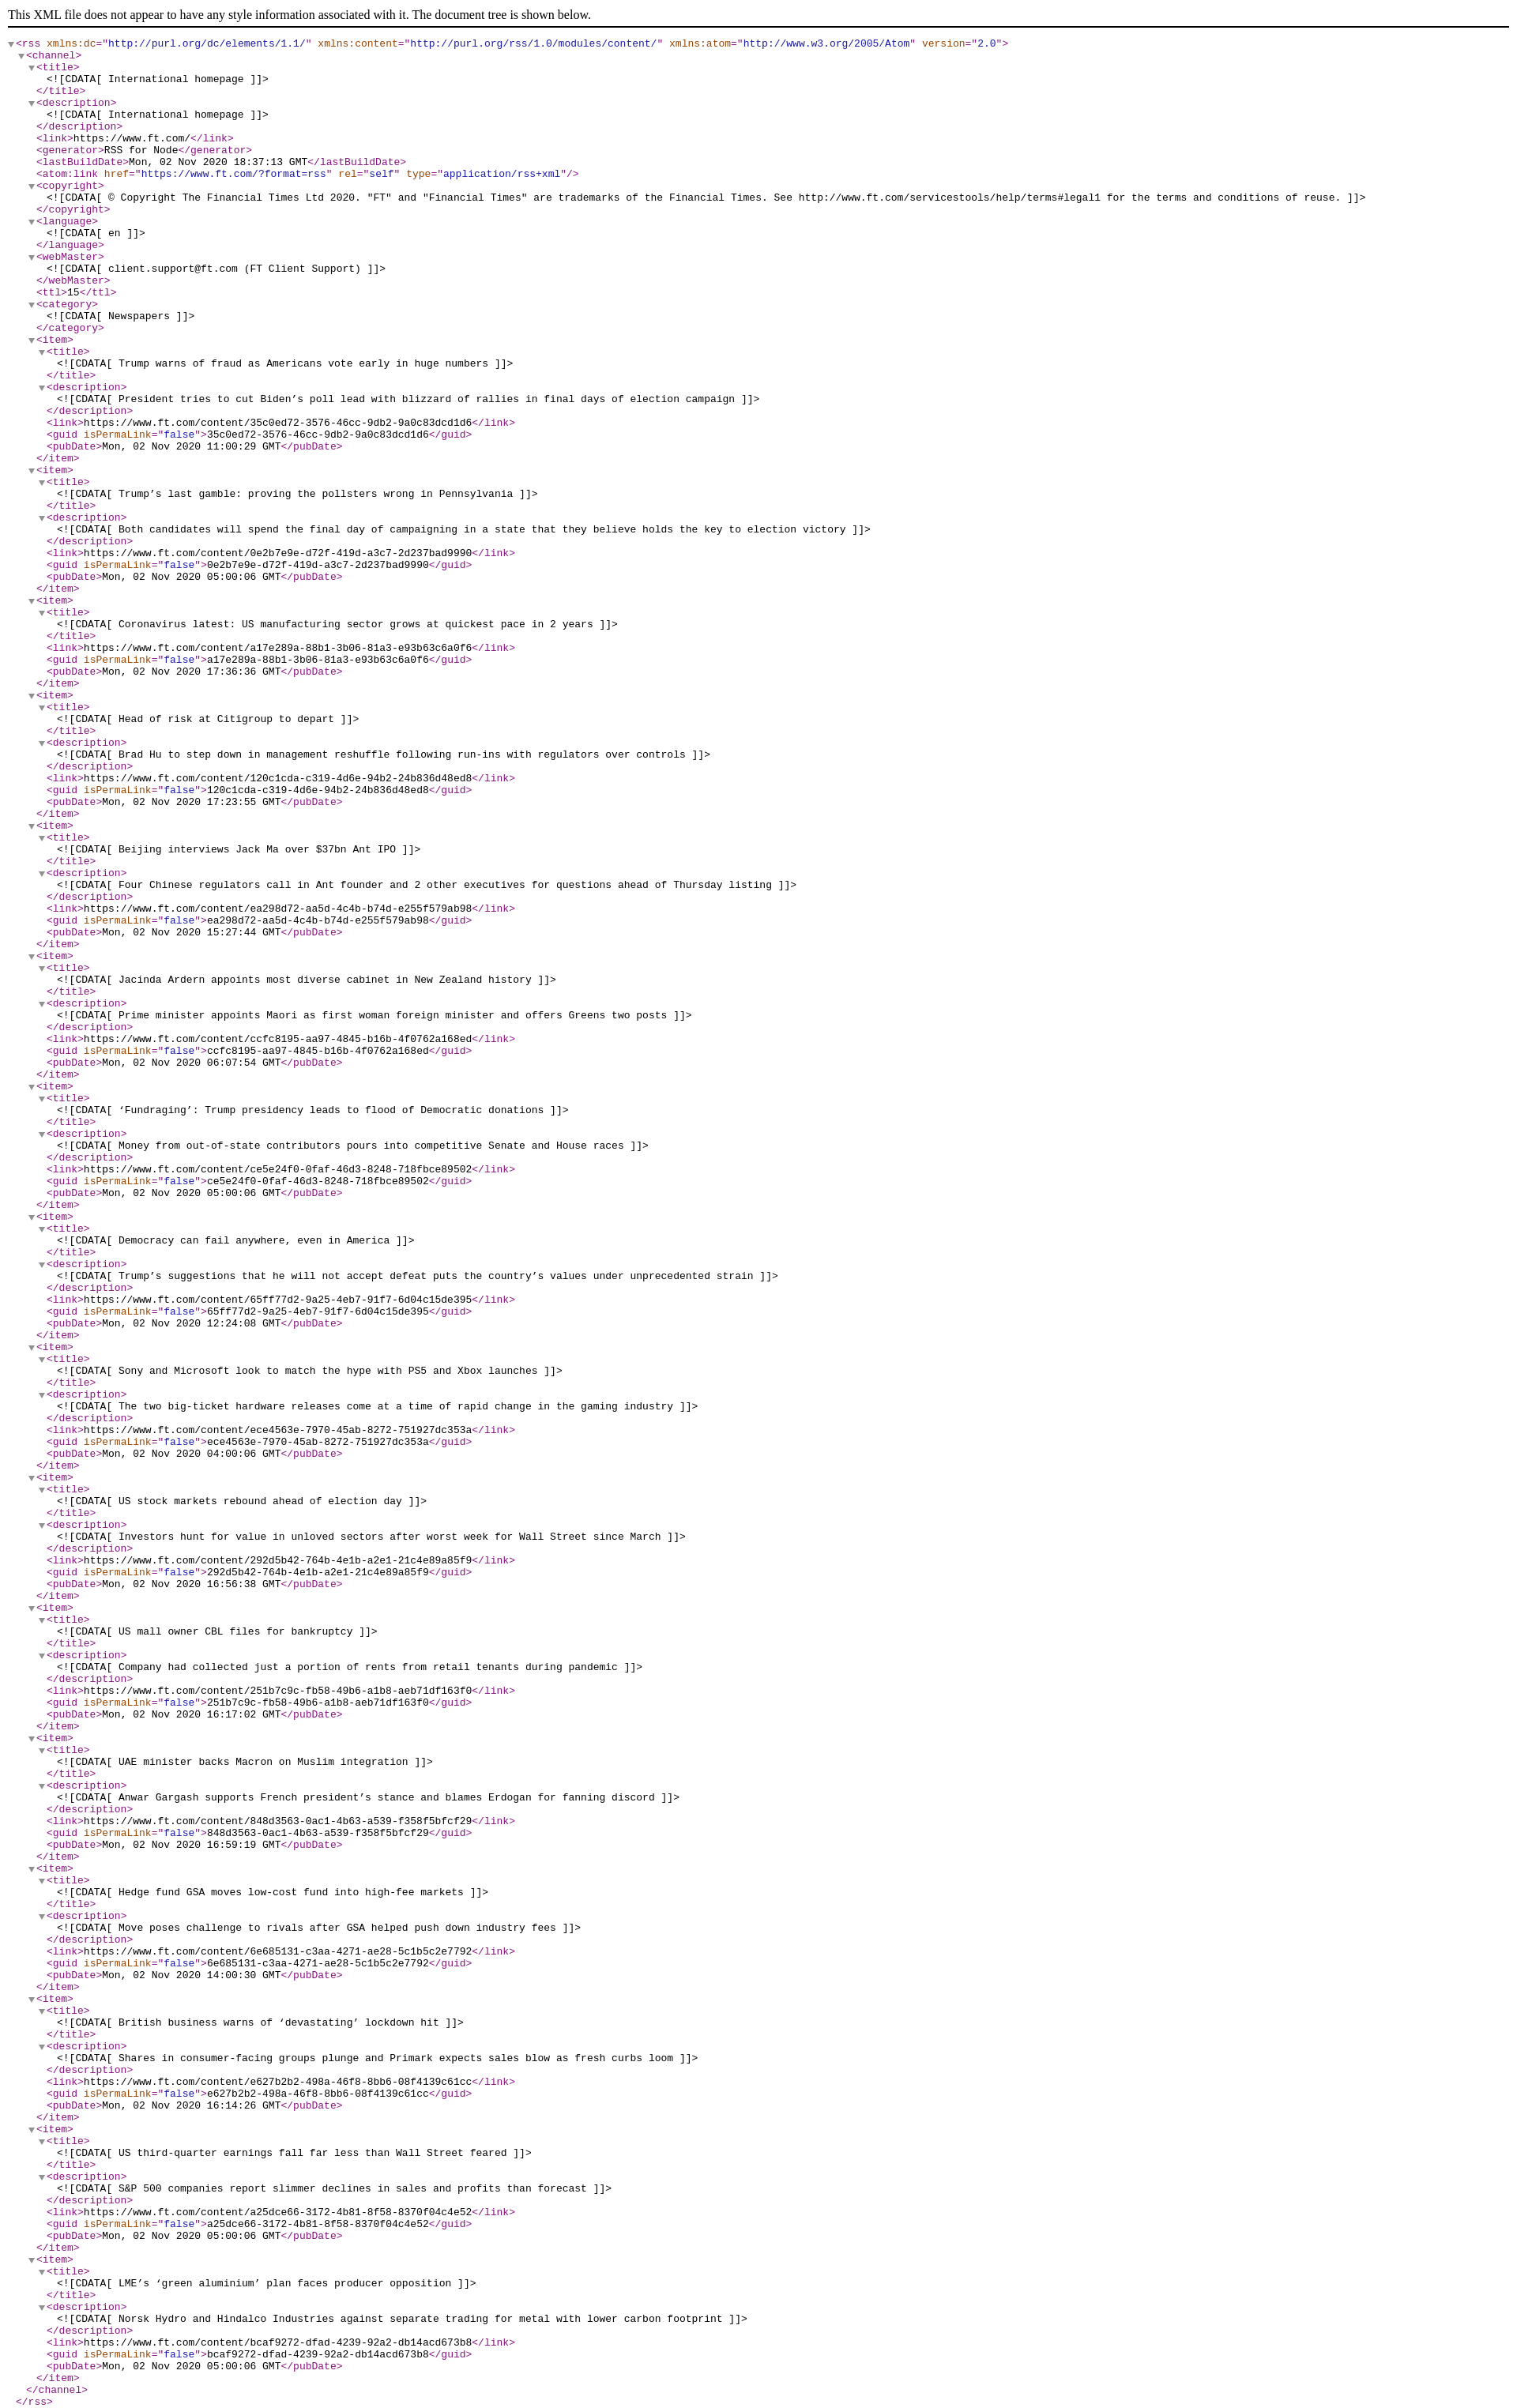 This XML file does not appear to have any style information associated with it. The document tree is shown below.
<rss xmlns:dc="http://purl.org/dc/elements/1.1/" xmlns:content="http://purl.org/rss/1.0/modules/content/" xmlns:atom="http://www.w3.org/2005/Atom" version="2.0">
<channel>
<title>
<![CDATA[ International homepage ]]>
</title>
<description>
<![CDATA[ International homepage ]]>
</description>
<link>https://www.ft.com/</link>
<generator>RSS for Node</generator>
<lastBuildDate>Mon, 02 Nov 2020 18:37:13 GMT</lastBuildDate>
<atom:link href="https://www.ft.com/?format=rss" rel="self" type="application/rss+xml"/>
<copyright>
<![CDATA[ © Copyright The Financial Times Ltd 2020. "FT" and "Financial Times" are trademarks of the Financial Times. See http://www.ft.com/servicestools/help/terms#legal1 for the terms and conditions of reuse. ]]>
</copyright>
<language>
<![CDATA[ en ]]>
</language>
<webMaster>
<![CDATA[ client.support@ft.com (FT Client Support) ]]>
</webMaster>
<ttl>15</ttl>
<category>
<![CDATA[ Newspapers ]]>
</category>
<item>
<title>
<![CDATA[ Trump warns of fraud as Americans vote early in huge numbers ]]>
</title>
<description>
<![CDATA[ President tries to cut Biden’s poll lead with blizzard of rallies in final days of election campaign ]]>
</description>
<link>https://www.ft.com/content/35c0ed72-3576-46cc-9db2-9a0c83dcd1d6</link>
<guid isPermaLink="false">35c0ed72-3576-46cc-9db2-9a0c83dcd1d6</guid>
<pubDate>Mon, 02 Nov 2020 11:00:29 GMT</pubDate>
</item>
<item>
<title>
<![CDATA[ Trump’s last gamble: proving the pollsters wrong in Pennsylvania ]]>
</title>
<description>
<![CDATA[ Both candidates will spend the final day of campaigning in a state that they believe holds the key to election victory ]]>
</description>
<link>https://www.ft.com/content/0e2b7e9e-d72f-419d-a3c7-2d237bad9990</link>
<guid isPermaLink="false">0e2b7e9e-d72f-419d-a3c7-2d237bad9990</guid>
<pubDate>Mon, 02 Nov 2020 05:00:06 GMT</pubDate>
</item>
<item>
<title>
<![CDATA[ Coronavirus latest: US manufacturing sector grows at quickest pace in 2 years ]]>
</title>
<link>https://www.ft.com/content/a17e289a-88b1-3b06-81a3-e93b63c6a0f6</link>
<guid isPermaLink="false">a17e289a-88b1-3b06-81a3-e93b63c6a0f6</guid>
<pubDate>Mon, 02 Nov 2020 17:36:36 GMT</pubDate>
</item>
<item>
<title>
<![CDATA[ Head of risk at Citigroup to depart ]]>
</title>
<description>
<![CDATA[ Brad Hu to step down in management reshuffle following run-ins with regulators over controls ]]>
</description>
<link>https://www.ft.com/content/120c1cda-c319-4d6e-94b2-24b836d48ed8</link>
<guid isPermaLink="false">120c1cda-c319-4d6e-94b2-24b836d48ed8</guid>
<pubDate>Mon, 02 Nov 2020 17:23:55 GMT</pubDate>
</item>
<item>
<title>
<![CDATA[ Beijing interviews Jack Ma over $37bn Ant IPO ]]>
</title>
<description>
<![CDATA[ Four Chinese regulators call in Ant founder and 2 other executives for questions ahead of Thursday listing ]]>
</description>
<link>https://www.ft.com/content/ea298d72-aa5d-4c4b-b74d-e255f579ab98</link>
<guid isPermaLink="false">ea298d72-aa5d-4c4b-b74d-e255f579ab98</guid>
<pubDate>Mon, 02 Nov 2020 15:27:44 GMT</pubDate>
</item>
<item>
<title>
<![CDATA[ Jacinda Ardern appoints most diverse cabinet in New Zealand history ]]>
</title>
<description>
<![CDATA[ Prime minister appoints Maori as first woman foreign minister and offers Greens two posts ]]>
</description>
<link>https://www.ft.com/content/ccfc8195-aa97-4845-b16b-4f0762a168ed</link>
<guid isPermaLink="false">ccfc8195-aa97-4845-b16b-4f0762a168ed</guid>
<pubDate>Mon, 02 Nov 2020 06:07:54 GMT</pubDate>
</item>
<item>
<title>
<![CDATA[ ‘Fundraging’: Trump presidency leads to flood of Democratic donations ]]>
</title>
<description>
<![CDATA[ Money from out-of-state contributors pours into competitive Senate and House races ]]>
</description>
<link>https://www.ft.com/content/ce5e24f0-0faf-46d3-8248-718fbce89502</link>
<guid isPermaLink="false">ce5e24f0-0faf-46d3-8248-718fbce89502</guid>
<pubDate>Mon, 02 Nov 2020 05:00:06 GMT</pubDate>
</item>
<item>
<title>
<![CDATA[ Democracy can fail anywhere, even in America ]]>
</title>
<description>
<![CDATA[ Trump’s suggestions that he will not accept defeat puts the country’s values under unprecedented strain ]]>
</description>
<link>https://www.ft.com/content/65ff77d2-9a25-4eb7-91f7-6d04c15de395</link>
<guid isPermaLink="false">65ff77d2-9a25-4eb7-91f7-6d04c15de395</guid>
<pubDate>Mon, 02 Nov 2020 12:24:08 GMT</pubDate>
</item>
<item>
<title>
<![CDATA[ Sony and Microsoft look to match the hype with PS5 and Xbox launches ]]>
</title>
<description>
<![CDATA[ The two big-ticket hardware releases come at a time of rapid change in the gaming industry ]]>
</description>
<link>https://www.ft.com/content/ece4563e-7970-45ab-8272-751927dc353a</link>
<guid isPermaLink="false">ece4563e-7970-45ab-8272-751927dc353a</guid>
<pubDate>Mon, 02 Nov 2020 04:00:06 GMT</pubDate>
</item>
<item>
<title>
<![CDATA[ US stock markets rebound ahead of election day ]]>
</title>
<description>
<![CDATA[ Investors hunt for value in unloved sectors after worst week for Wall Street since March ]]>
</description>
<link>https://www.ft.com/content/292d5b42-764b-4e1b-a2e1-21c4e89a85f9</link>
<guid isPermaLink="false">292d5b42-764b-4e1b-a2e1-21c4e89a85f9</guid>
<pubDate>Mon, 02 Nov 2020 16:56:38 GMT</pubDate>
</item>
<item>
<title>
<![CDATA[ US mall owner CBL files for bankruptcy ]]>
</title>
<description>
<![CDATA[ Company had collected just a portion of rents from retail tenants during pandemic ]]>
</description>
<link>https://www.ft.com/content/251b7c9c-fb58-49b6-a1b8-aeb71df163f0</link>
<guid isPermaLink="false">251b7c9c-fb58-49b6-a1b8-aeb71df163f0</guid>
<pubDate>Mon, 02 Nov 2020 16:17:02 GMT</pubDate>
</item>
<item>
<title>
<![CDATA[ UAE minister backs Macron on Muslim integration ]]>
</title>
<description>
<![CDATA[ Anwar Gargash supports French president’s stance and blames Erdogan for fanning discord ]]>
</description>
<link>https://www.ft.com/content/848d3563-0ac1-4b63-a539-f358f5bfcf29</link>
<guid isPermaLink="false">848d3563-0ac1-4b63-a539-f358f5bfcf29</guid>
<pubDate>Mon, 02 Nov 2020 16:59:19 GMT</pubDate>
</item>
<item>
<title>
<![CDATA[ Hedge fund GSA moves low-cost fund into high-fee markets ]]>
</title>
<description>
<![CDATA[ Move poses challenge to rivals after GSA helped push down industry fees ]]>
</description>
<link>https://www.ft.com/content/6e685131-c3aa-4271-ae28-5c1b5c2e7792</link>
<guid isPermaLink="false">6e685131-c3aa-4271-ae28-5c1b5c2e7792</guid>
<pubDate>Mon, 02 Nov 2020 14:00:30 GMT</pubDate>
</item>
<item>
<title>
<![CDATA[ British business warns of ‘devastating’ lockdown hit ]]>
</title>
<description>
<![CDATA[ Shares in consumer-facing groups plunge and Primark expects sales blow as fresh curbs loom ]]>
</description>
<link>https://www.ft.com/content/e627b2b2-498a-46f8-8bb6-08f4139c61cc</link>
<guid isPermaLink="false">e627b2b2-498a-46f8-8bb6-08f4139c61cc</guid>
<pubDate>Mon, 02 Nov 2020 16:14:26 GMT</pubDate>
</item>
<item>
<title>
<![CDATA[ US third-quarter earnings fall far less than Wall Street feared ]]>
</title>
<description>
<![CDATA[ S&P 500 companies report slimmer declines in sales and profits than forecast ]]>
</description>
<link>https://www.ft.com/content/a25dce66-3172-4b81-8f58-8370f04c4e52</link>
<guid isPermaLink="false">a25dce66-3172-4b81-8f58-8370f04c4e52</guid>
<pubDate>Mon, 02 Nov 2020 05:00:06 GMT</pubDate>
</item>
<item>
<title>
<![CDATA[ LME’s ‘green aluminium’ plan faces producer opposition ]]>
</title>
<description>
<![CDATA[ Norsk Hydro and Hindalco Industries against separate trading for metal with lower carbon footprint ]]>
</description>
<link>https://www.ft.com/content/bcaf9272-dfad-4239-92a2-db14acd673b8</link>
<guid isPermaLink="false">bcaf9272-dfad-4239-92a2-db14acd673b8</guid>
<pubDate>Mon, 02 Nov 2020 05:00:06 GMT</pubDate>
</item>
</channel>
</rss>